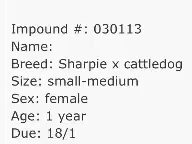 Impound #: 030113
Name:
Breed: Sharpie x cattledog
Size: small-medium
Sex: female
Age: 1 year
Due: 18/1